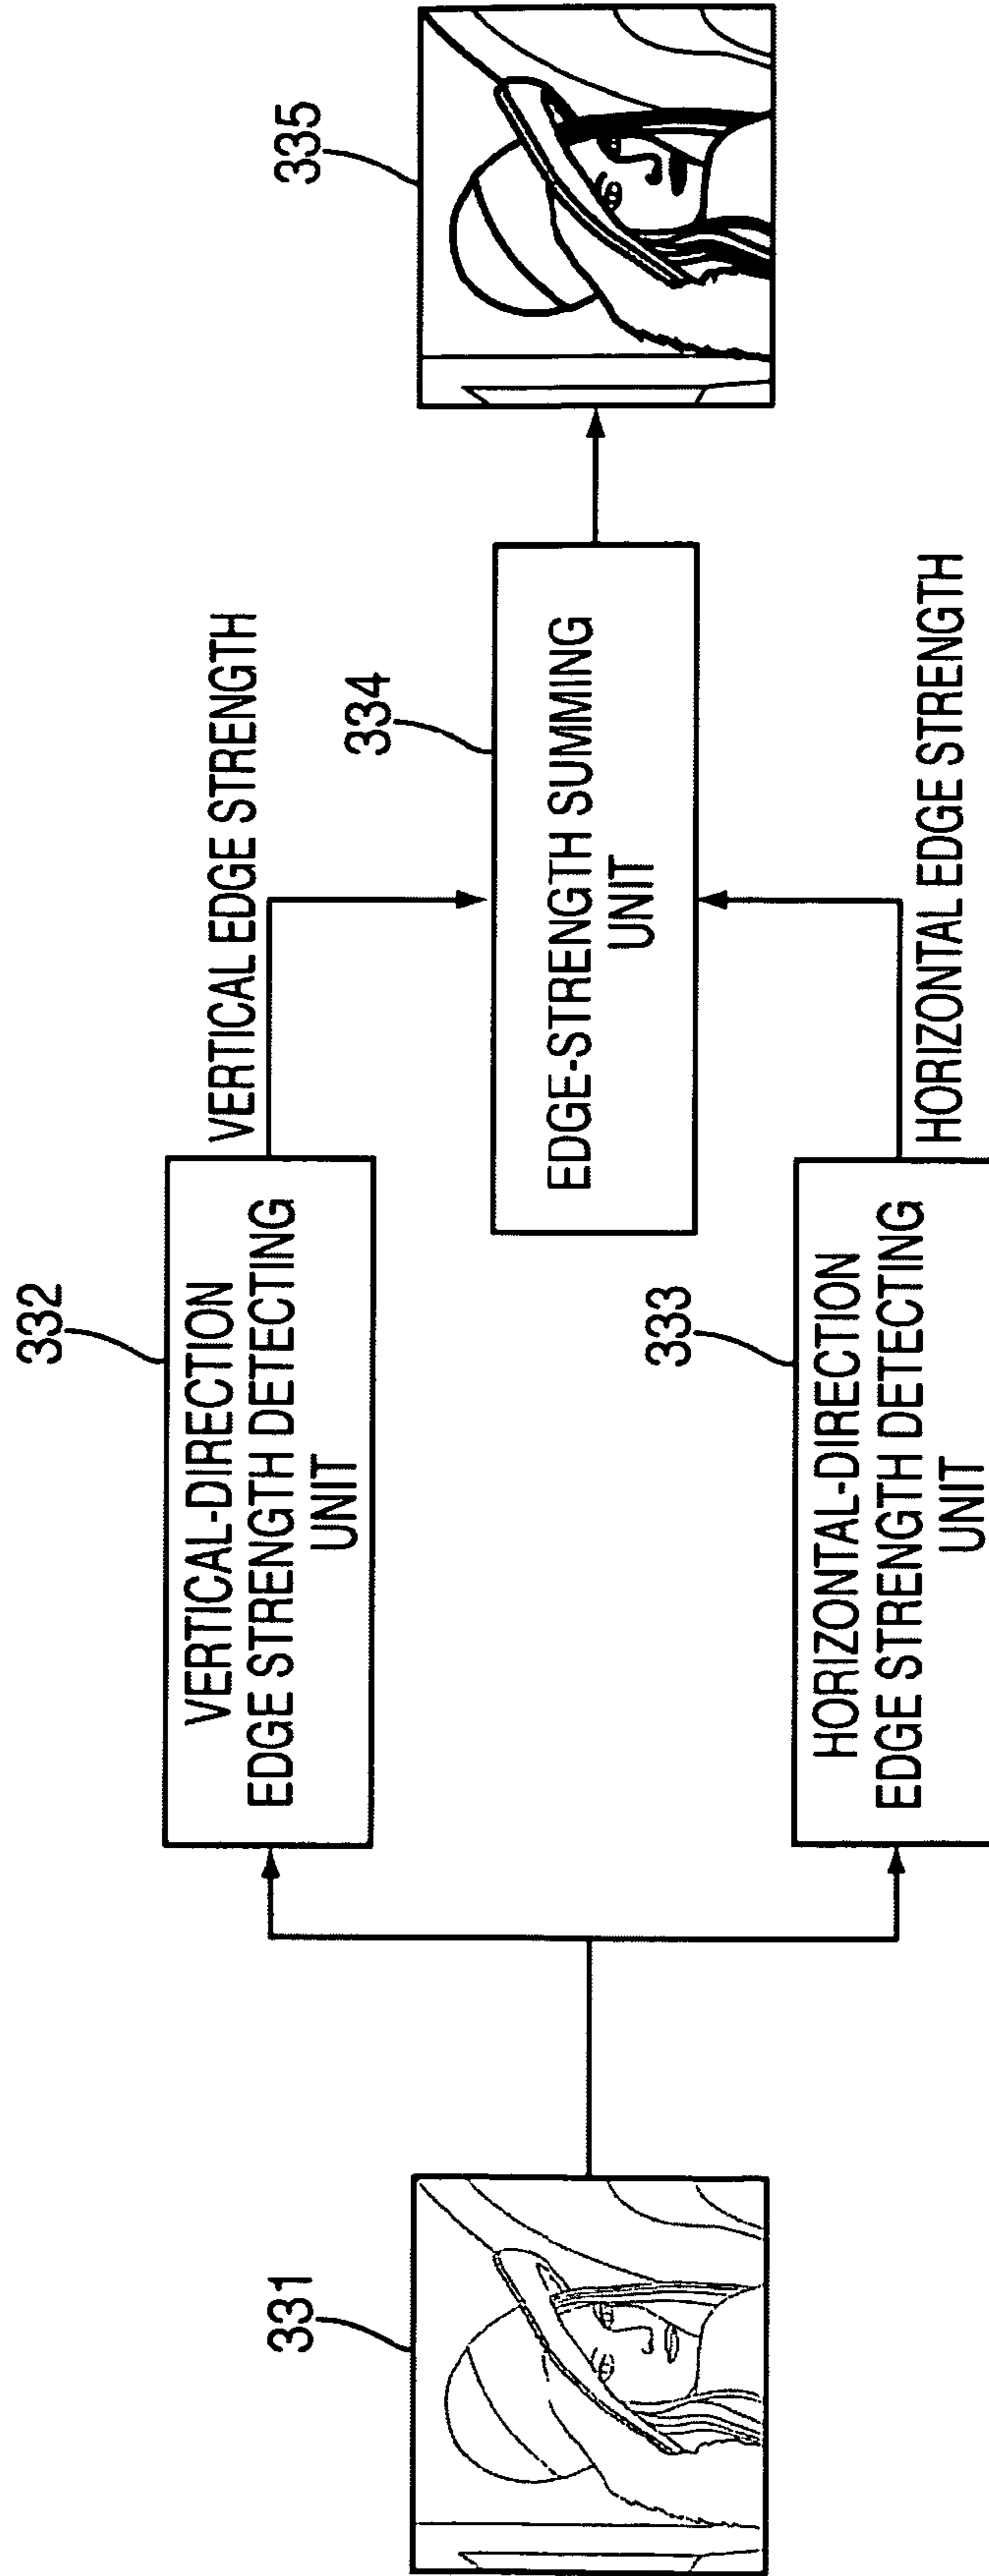 331
332
VERTICAL-DIRECTION
EDGE STRENGTH DETECTING
UNIT
VERTICAL EDGE STRENGTH
333
HORIZONTAL-DIRECTION
EDGE STRENGTH DETECTING
UNIT
HORIZONTAL EDGE STRENGTH
334
EDGE-STRENGTH SUMMING
UNIT
335